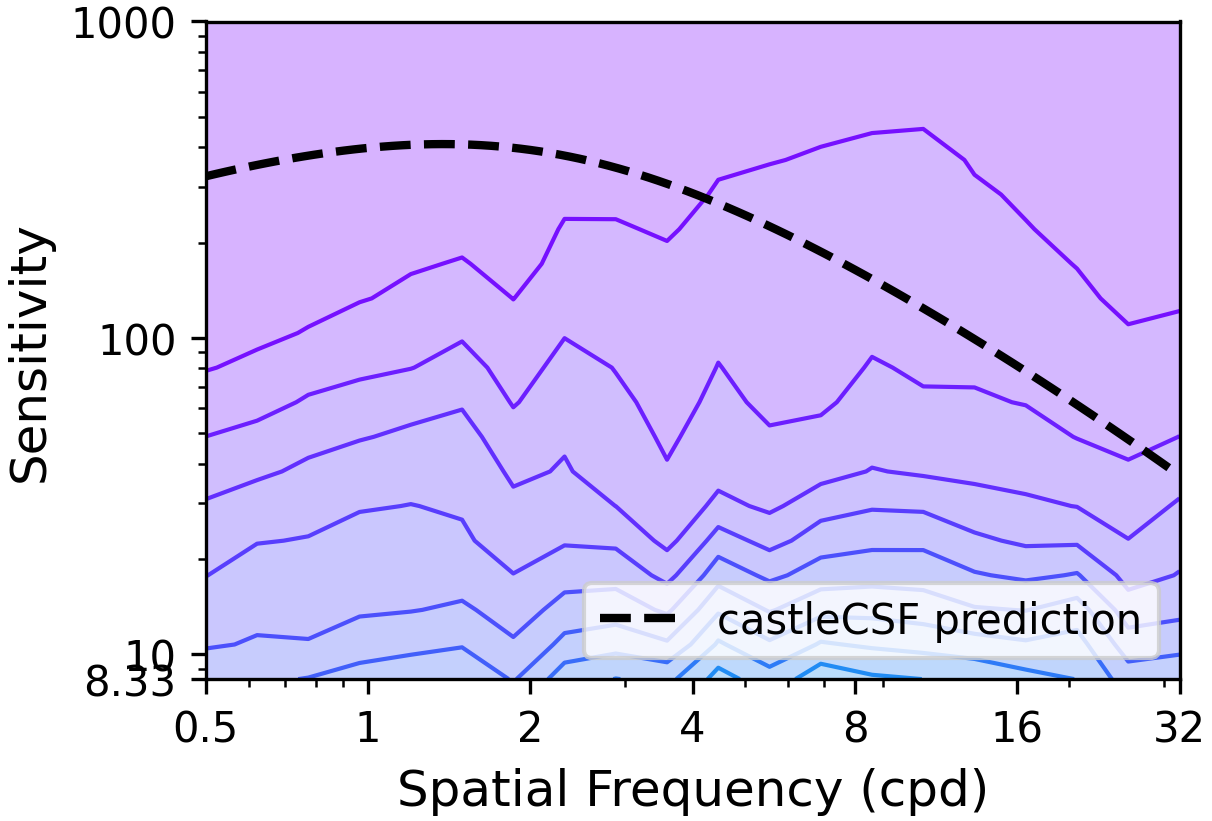 1000
100
10
8.33
Sensitivity
castleCSF prediction
0.5 1 2 4 8 16 32
Spatial Frequency (cpd)